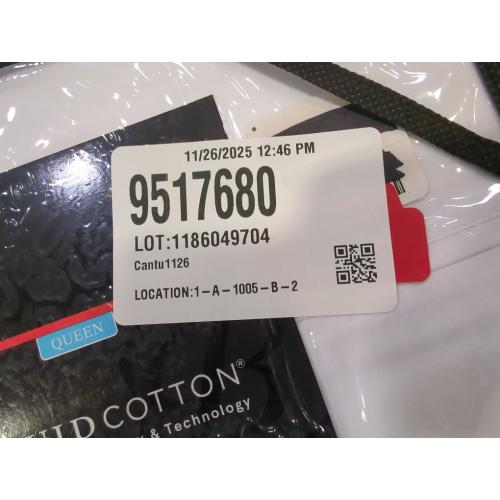 11/26/2025 12:46 PM
9517680
LOT:1186049704
Cantu1126
LOCATION:1-A-1005-B-2
QUEEN
COTTON®
& Technology